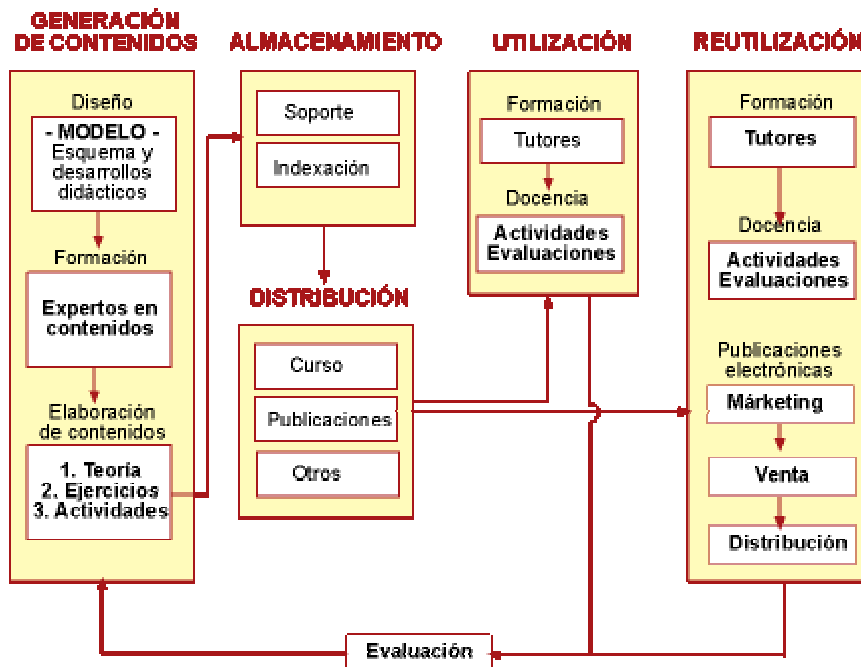 GENERACIÓN
DE CONTENIDOS
Diseño
- MODELO -
Esquema y
desarrollos
didácticos
Formación
Expertos en
contenidos
Elaboración
de contenidos
1. Teoría
2. Ejercicios
3. Actividades
ALMACENAMIENTO
Soporte
Indexación
DISTRIBUCIÓN
Curso
Publicaciones
Otros
UTILIZACIÓN
Formación
Tutores
Docencia
Actividades
Evaluaciones
REUTILIZACIÓN
Formación
Tutores
Docencia
Actividades
Evaluaciones
Publicaciones
electrónicas
Márketing
Venta
Distribución
Evaluación